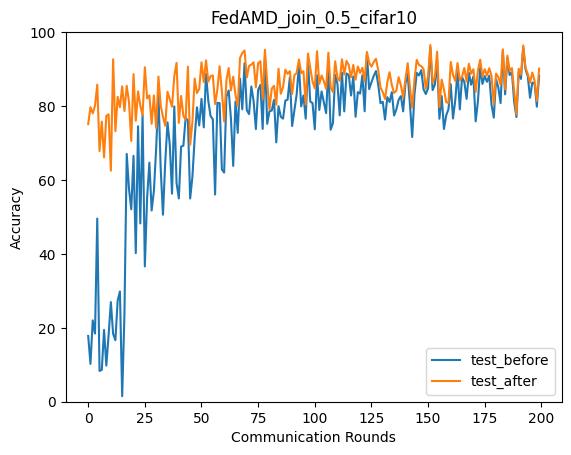 FedAMD_join_0.5_cifar10
100
80
60
40
20
0
Accuracy
0 25 50 75 100 125 150 175 200
Communication Rounds
test_before
test_after